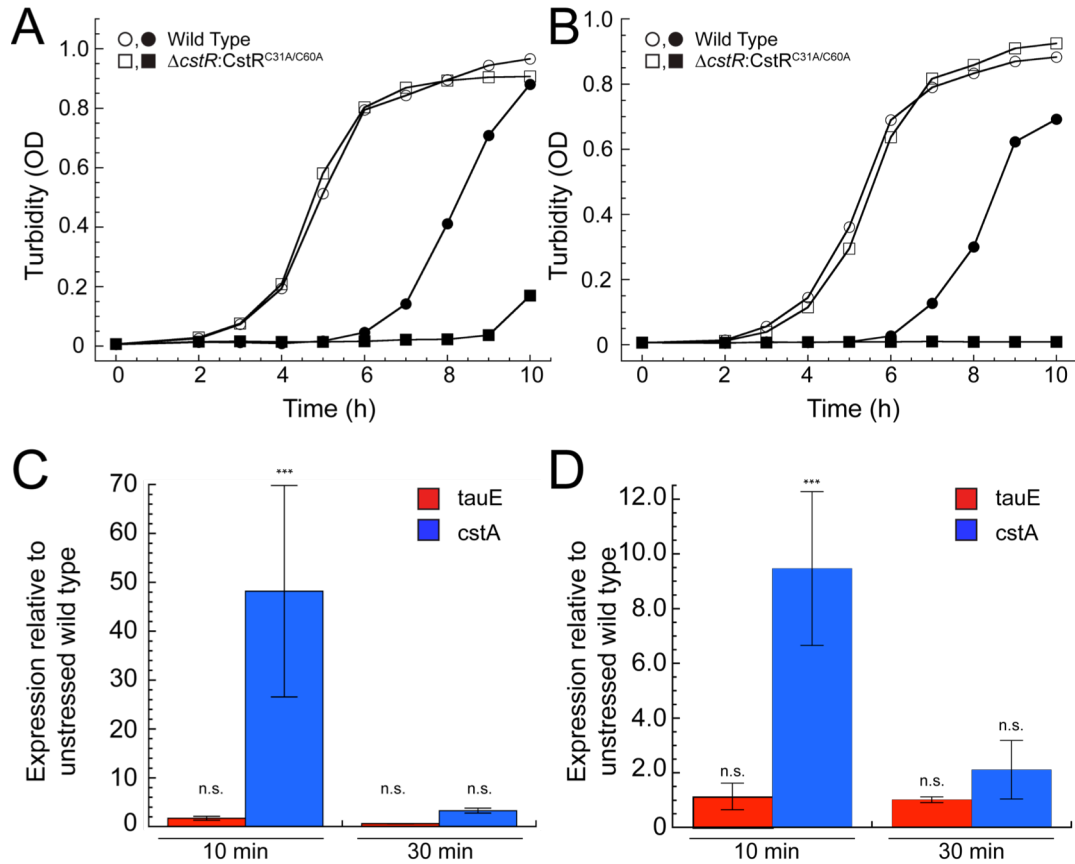 A
○,● Wild Type
□,■ ΔcstR:CstR^C31A/C60A
1.0
0.8
0.6
0.4
0.2
0
Turbidity (OD
0 2 4 6 8 10
Time (h)
B
○,● Wild Type
□,■ ΔcstR:CstR^C31A/C60A
1.0
0.8
0.6
0.4
0.2
0
Turbidity (OD
0 2 4 6 8 10
Time (h)
C
70
60
50
40
30
20
10
0
Expression relative to
unstressed wild type
tauE
cstA
***
n.s.
n.s. n.s.
10 min 30 min
D
12.0
10.0
8.0
6.0
4.0
2.0
0
Expression relative to
unstressed wild type
tauE
cstA
***
n.s.
n.s.
n.s.
10 min 30 min